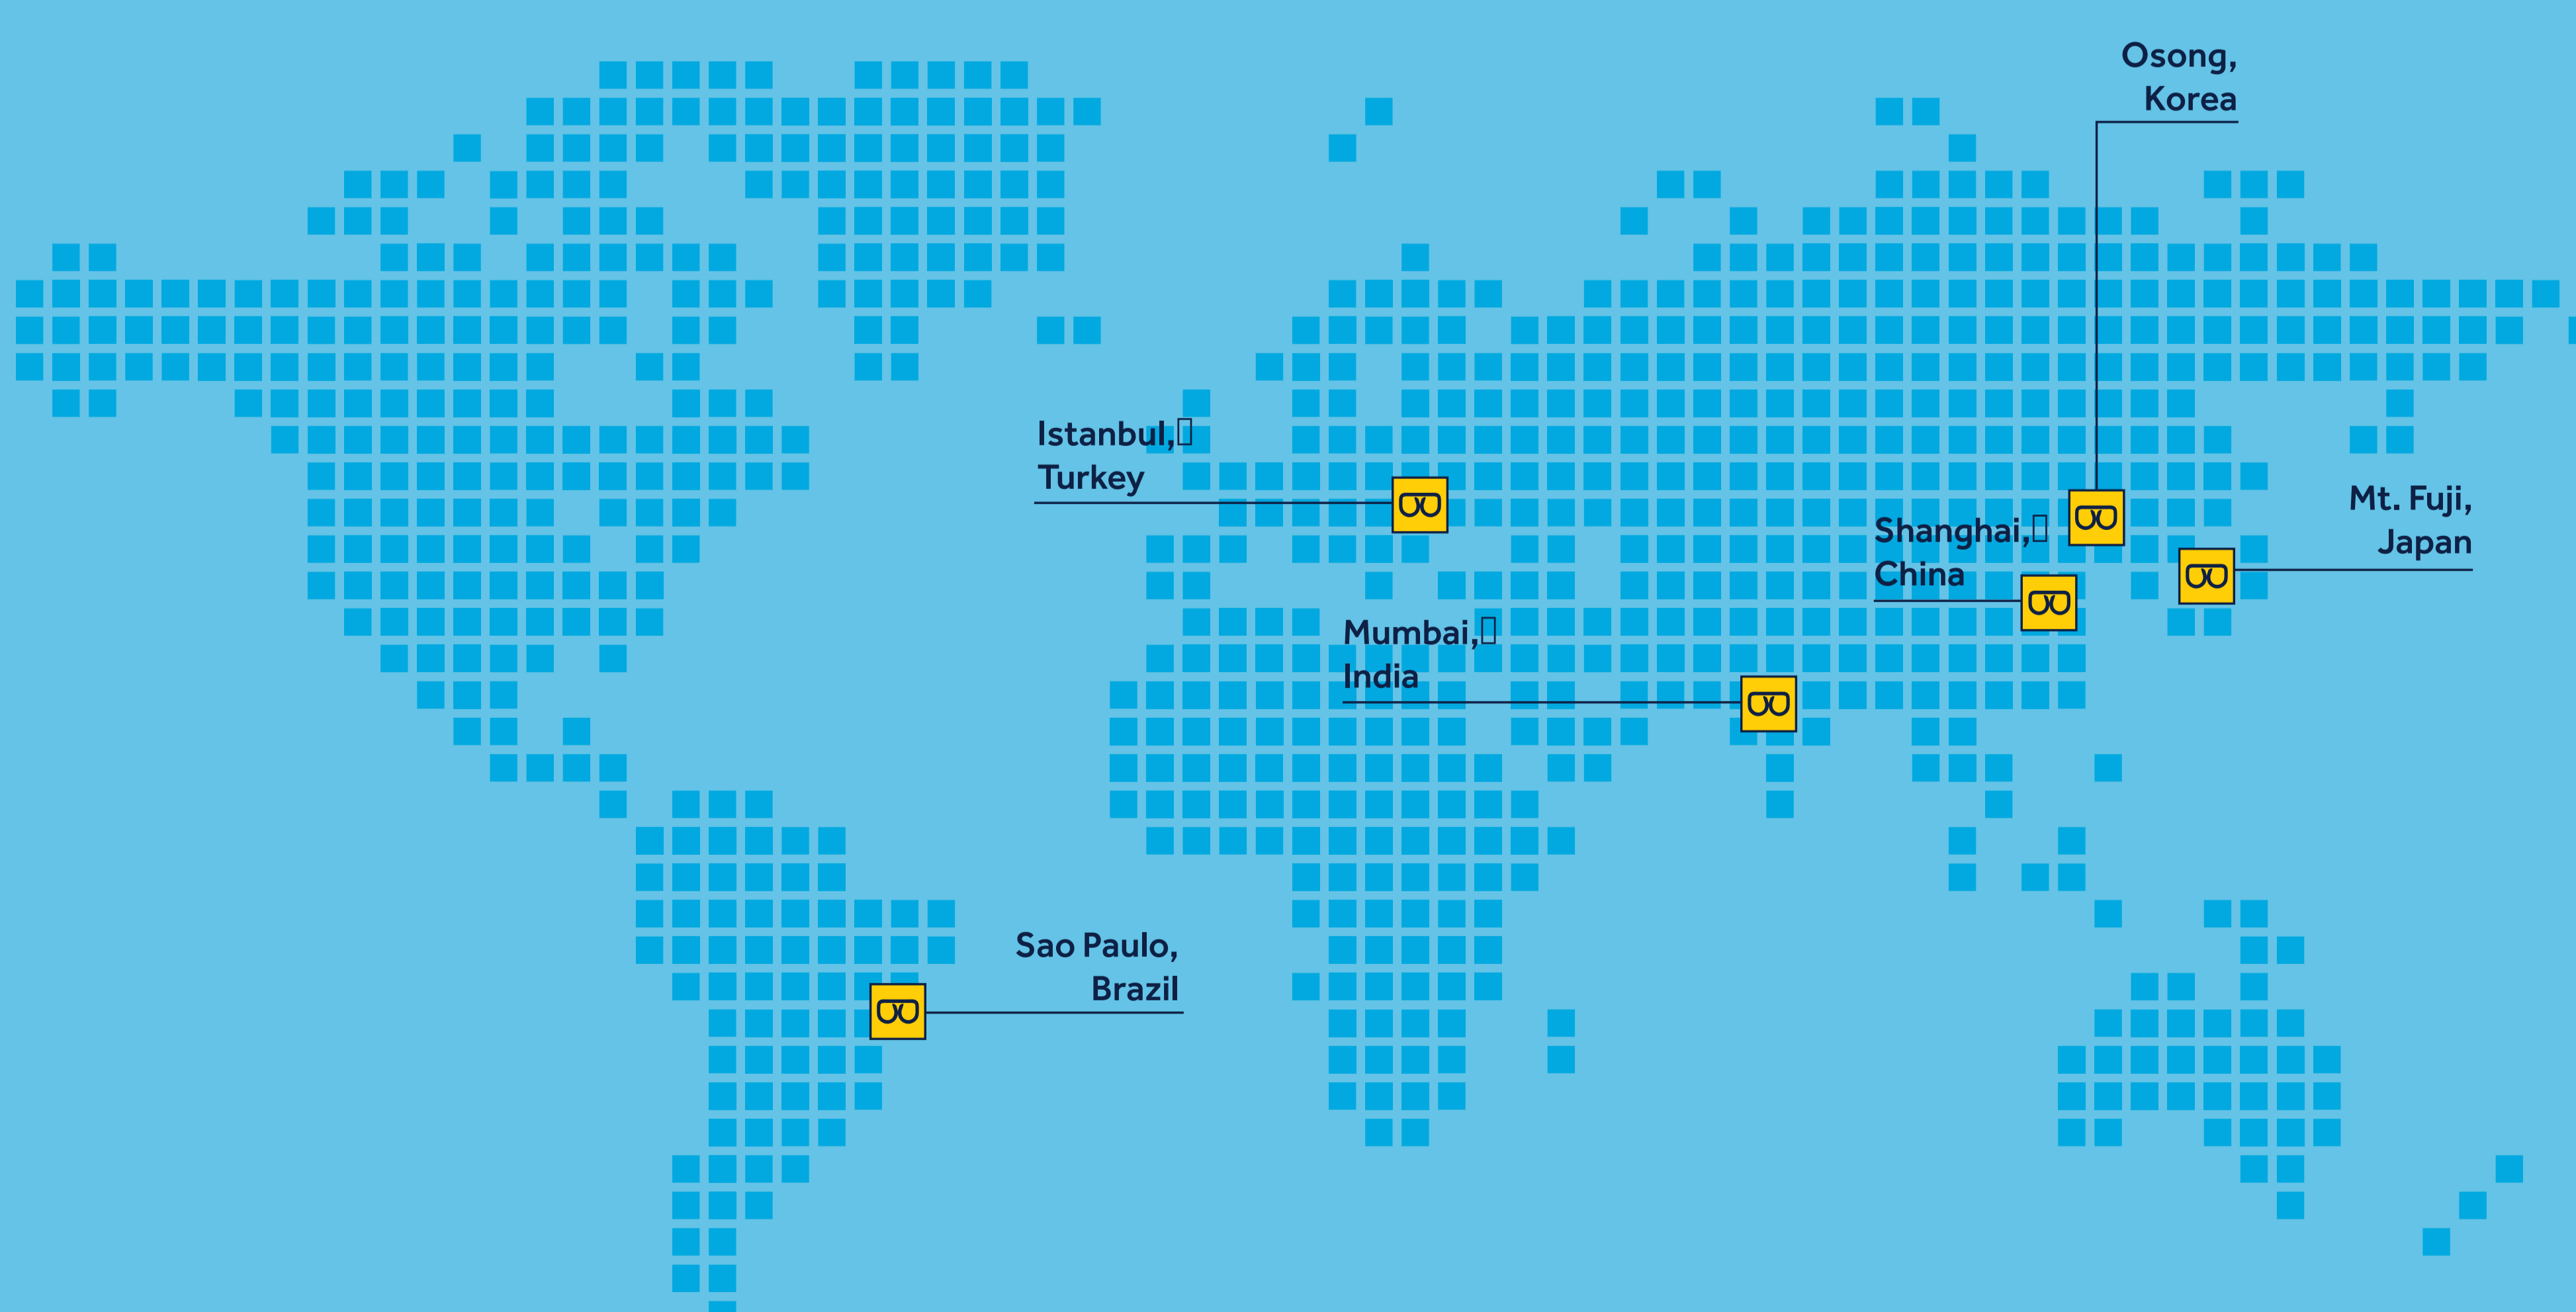 Osong,
Korea
Istanbul,
Turkey
Mt. Fuji,
Japan
Shanghai,
China
Mumbai,
India
Sao Paulo,
Brazil